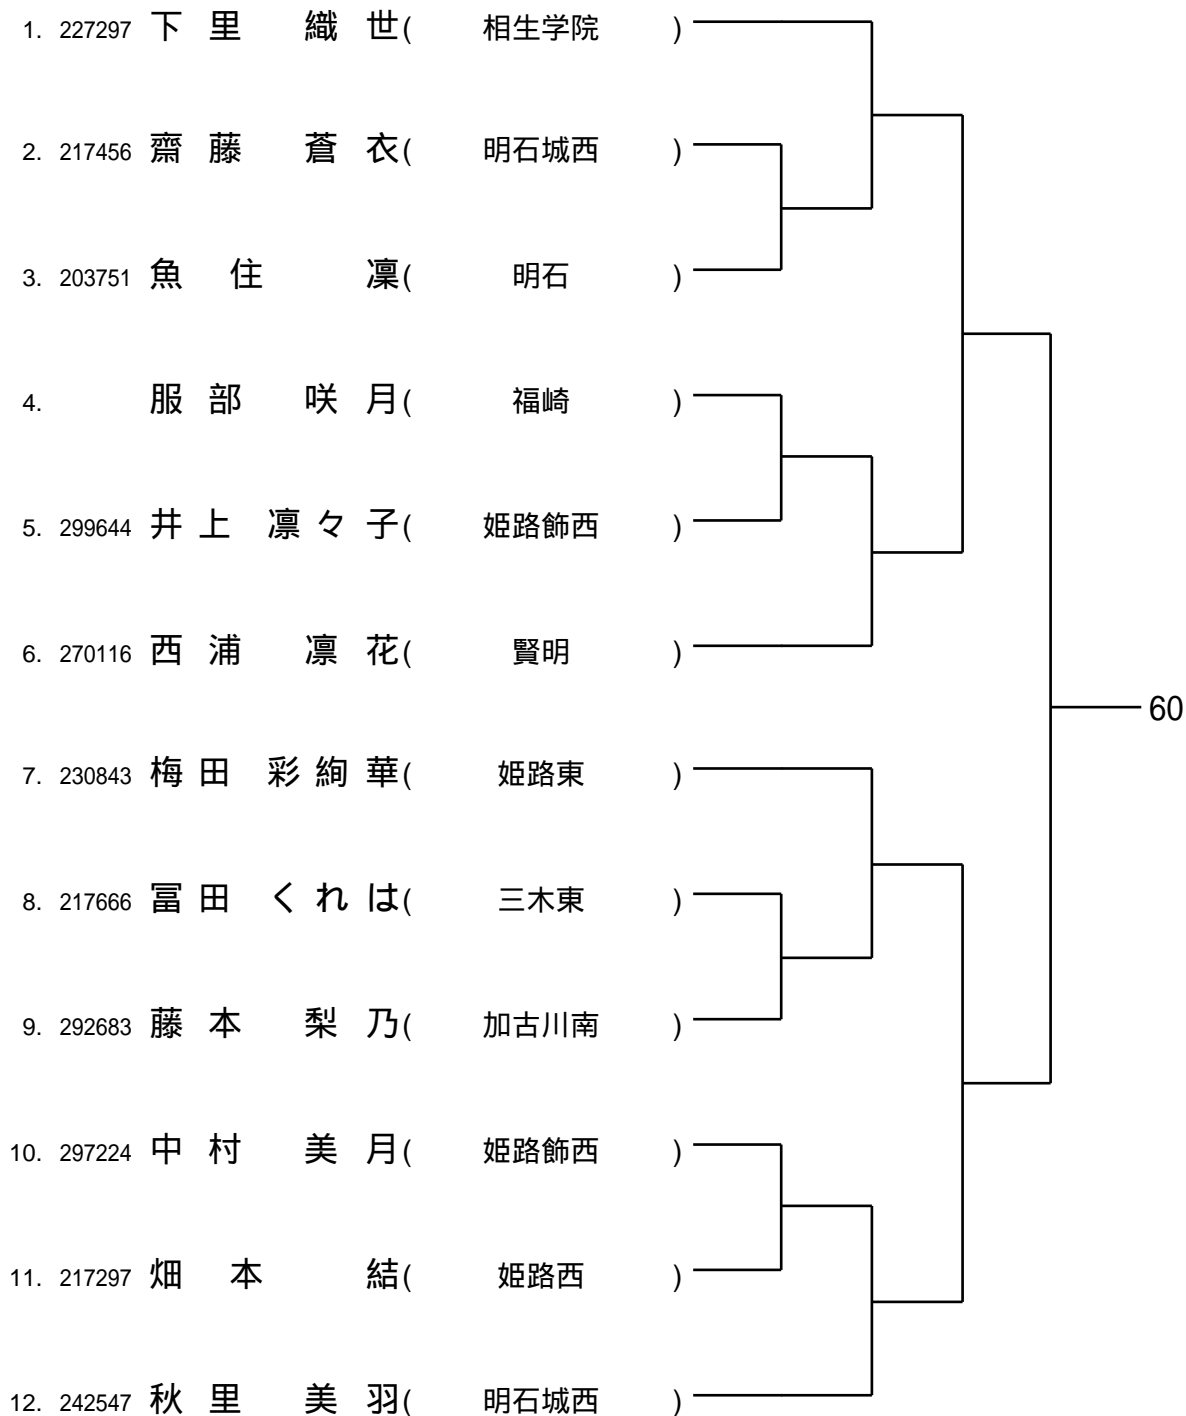 1. 227297 下里 織世( 相生学院 )
2. 217456 齋藤 蒼衣( 明石城西 )
3. 203751 魚住 凜( 明石 )
4. 服部 咲月( 福崎 )
5. 299644 井上 凛々子( 姫路飾西 )
6. 270116 西浦 凛花( 賢明 )
60
7. 230843 梅田 彩絢華( 姫路東 )
8. 217666 冨田 くれは( 三木東 )
9. 292683 藤本 梨乃( 加古川南 )
10. 297224 中村 美月( 姫路飾西 )
11. 217297 畑本 結( 姫路西 )
12. 242547 秋里 美羽( 明石城西 )